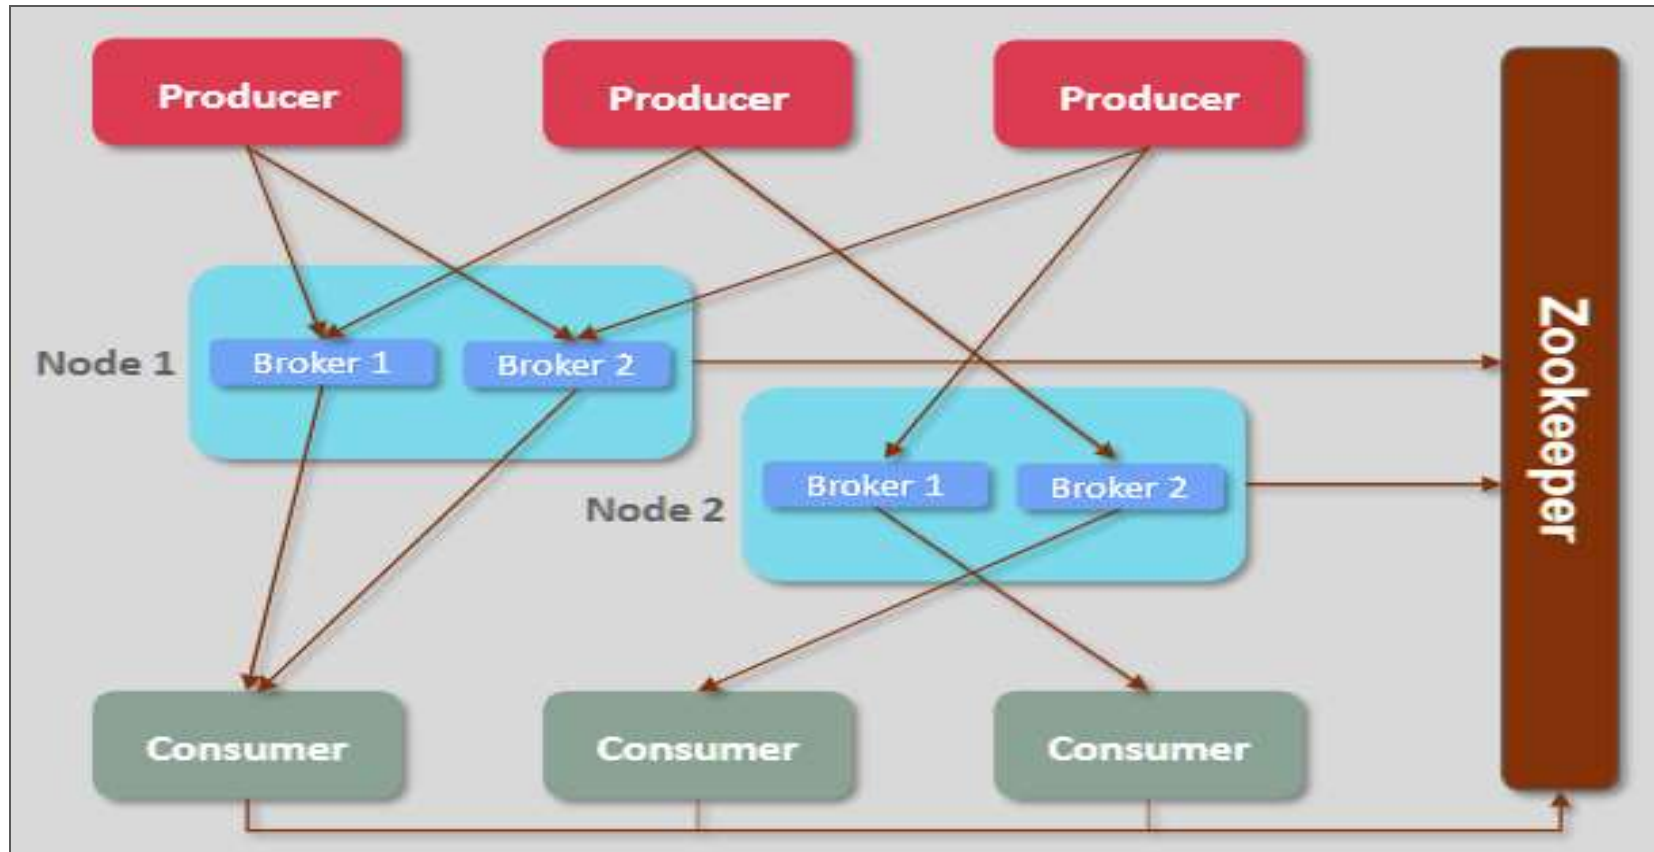 Producer
Producer
Producer
Node 1
Broker 1
Broker 2
Node 2
Broker 1
Broker 2
Zookeeper
Consumer
Consumer
Consumer